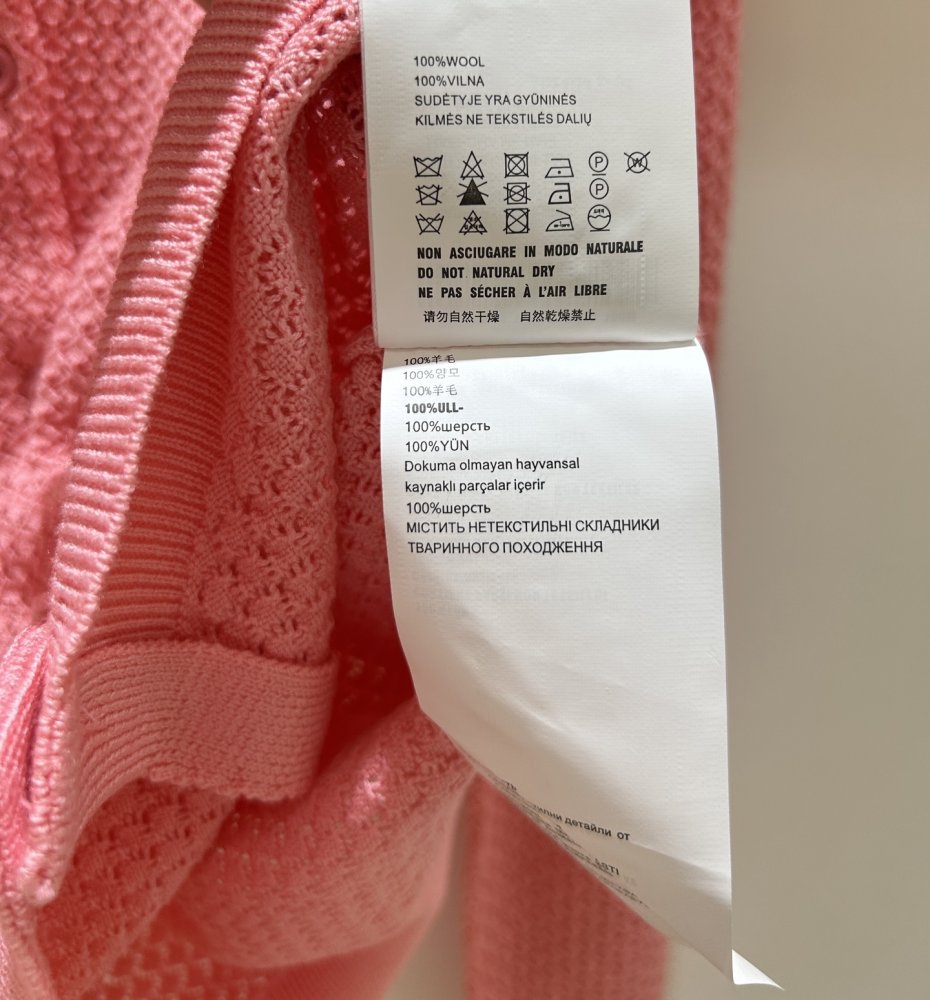 100%WOOL
100%VILNA
SUDĖTYJE YRA GYŪNINĖS
KILMĖS NE TEKSTILĖS DALIŲ
P W
P
NON ASCIUGARE IN MODO NATURALE
DO NOT NATURAL DRY
NE PAS SÉCHER À L'AIR LIBRE
请勿自然干燥 自然乾燥禁止
100%羊毛
100%양모
100%羊毛
100%ULL-
100%шерсть
100%YÜN
Dokuma olmayan hayvansal
kaynaklı parçalar içerir
100%шерсть
МІСТИТЬ НЕТЕКСТИЛЬНІ СКЛАДНИКИ
ТВАРИННОГО ПОХОДЖЕННЯ
детайли от